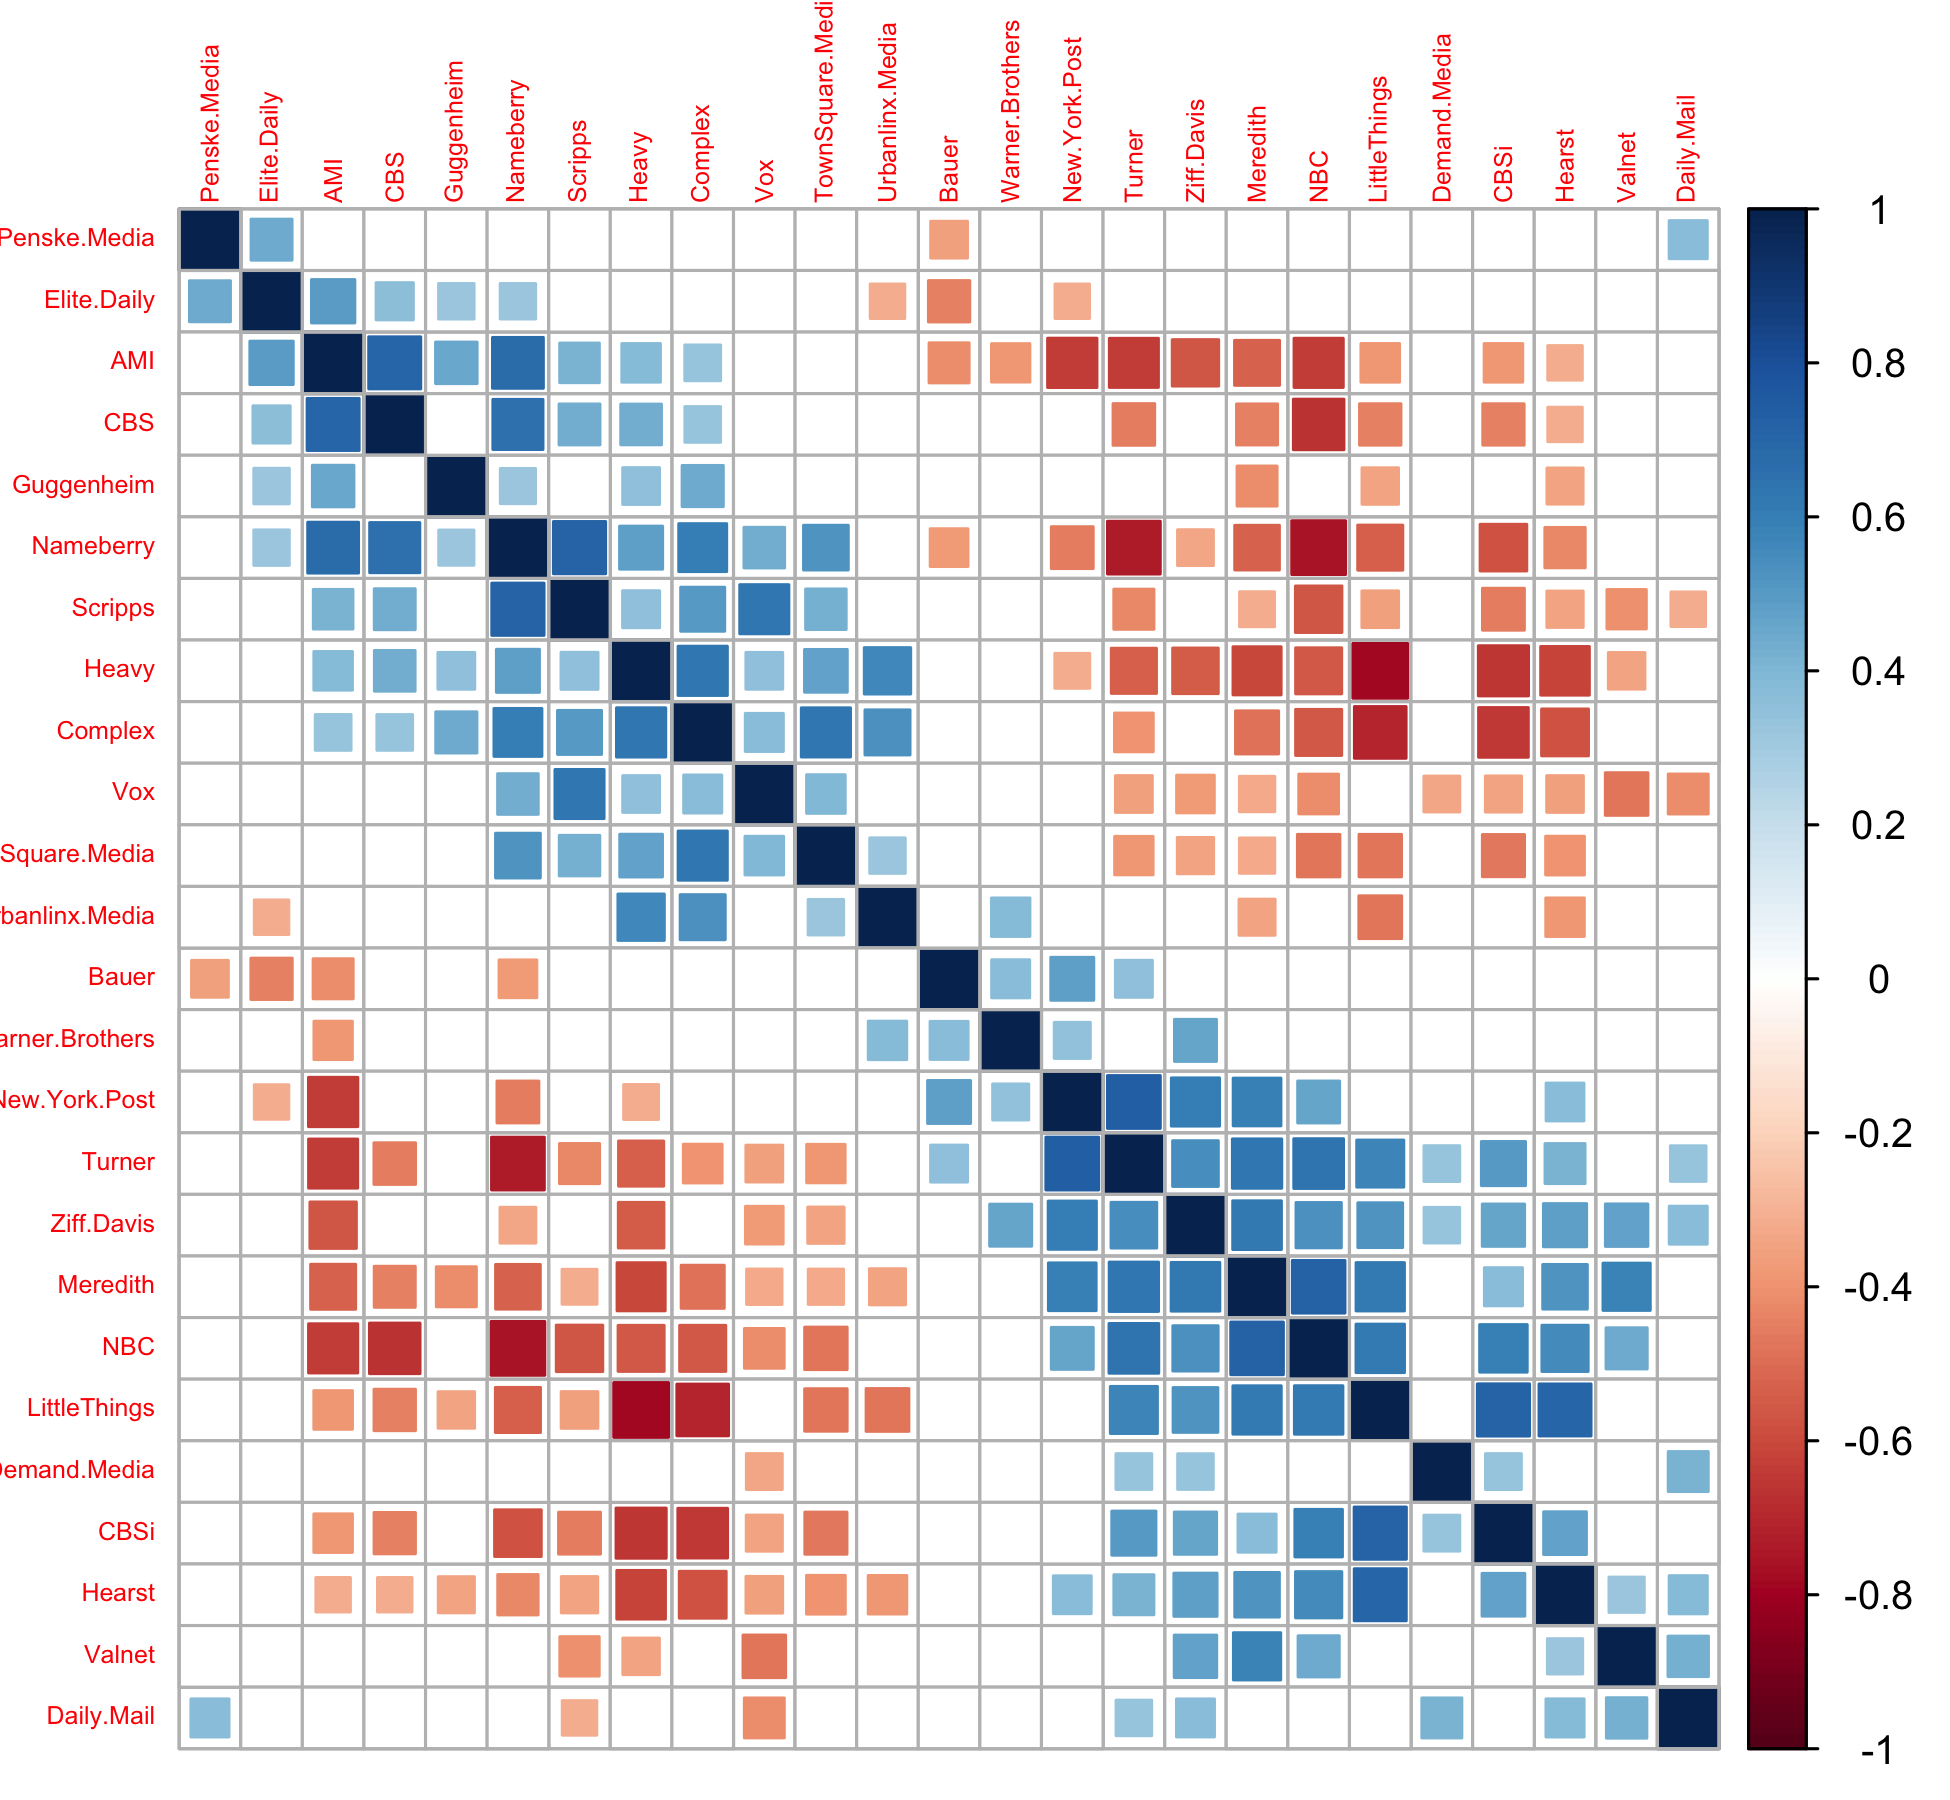 Penske.Media
Elite.Daily
AMI
CBS
Guggenheim
Nameberry
Scripps
Heavy
Complex
Vox
TownSquare.Medi
Urbanlinx.Media
Bauer
Warner.Brothers
New.York.Post
Turner
Ziff.Davis
Meredith
NBC
LittleThings
Demand.Media
CBSi
Hearst
Valnet
Daily.Mail
Penske.Media
Elite.Daily
AMI
CBS
Guggenheim
Nameberry
Scripps
Heavy
Complex
Vox
Square.Media
rbanlinx.Media
Bauer
arner.Brothers
New.York.Post
Turner
Ziff.Davis
Meredith
NBC
LittleThings
Demand.Media
CBSi
Hearst
Valnet
Daily.Mail
1
0.8
0.6
0.4
0.2
0
-0.2
-0.4
-0.6
-0.8
-1